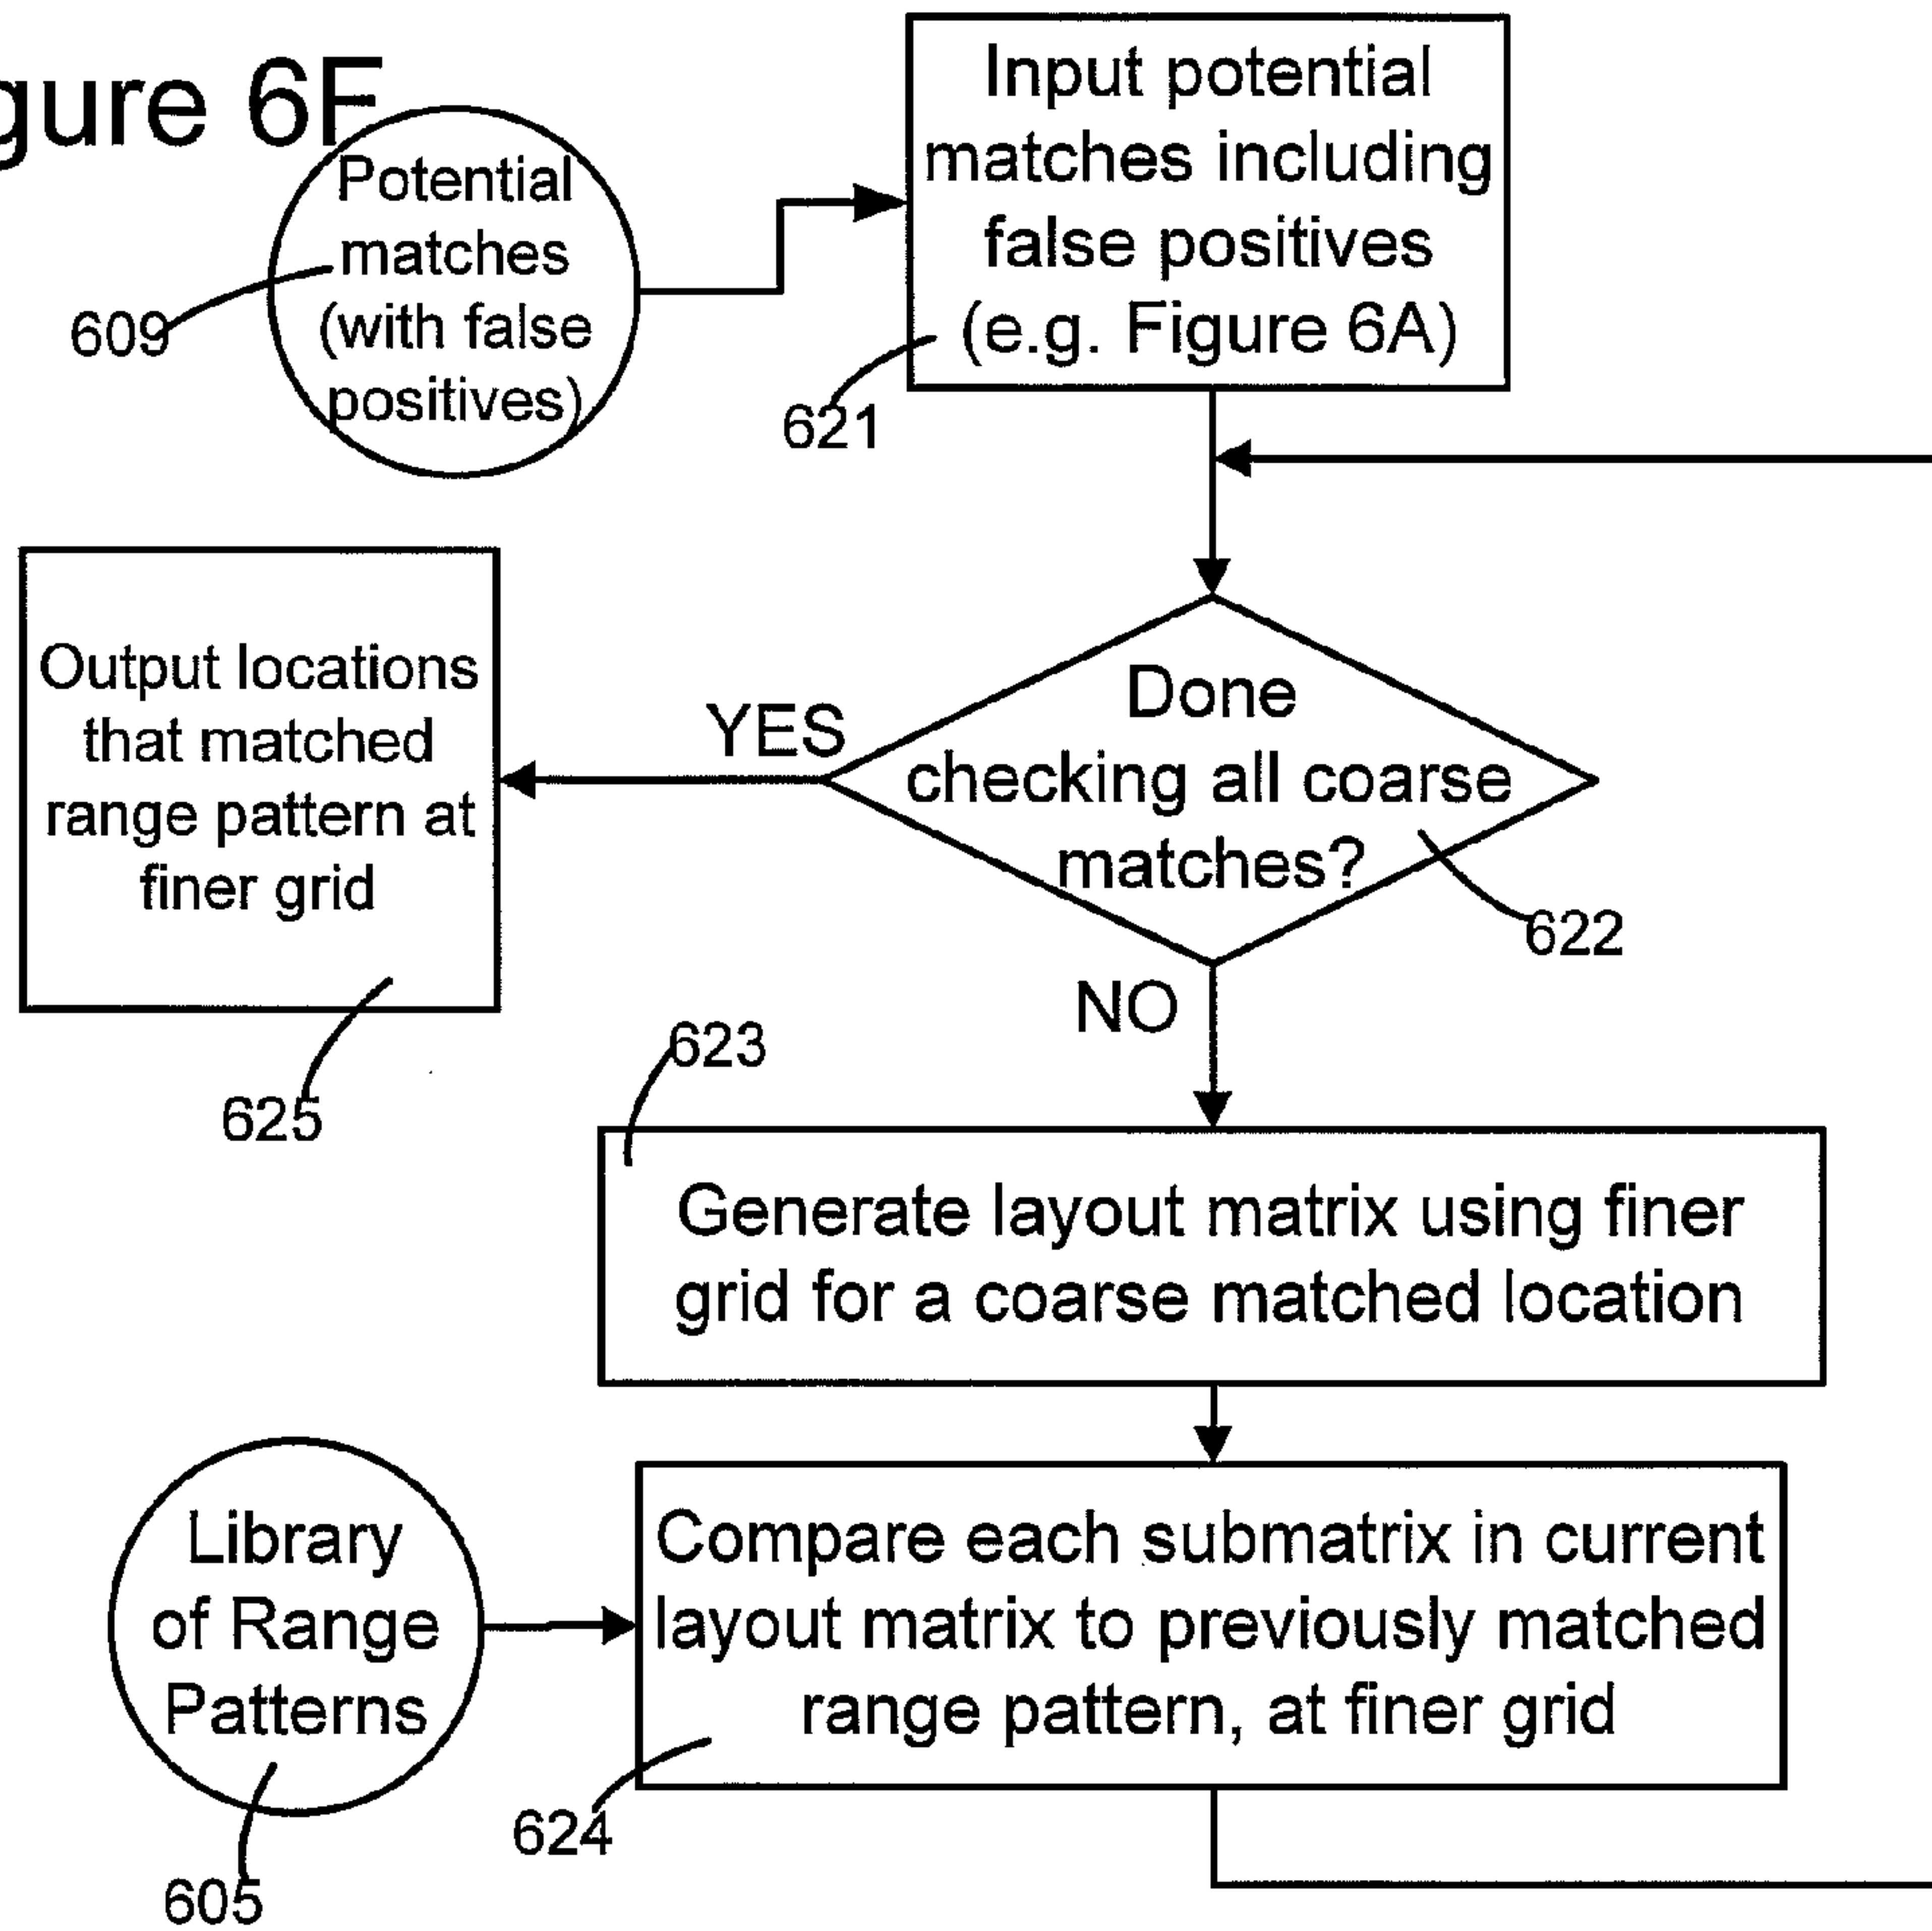 gure 6F
Potential
matches
(with false
positives)
609
Input potential
matches including
false positives
(e.g. Figure 6A)
621
Done
checking all coarse
matches?
622
YES
Output locations
that matched
range pattern at
finer grid
625
NO
623
Generate layout matrix using finer
grid for a coarse matched location
Library
of Range
Patterns
605
Compare each submatrix in current
layout matrix to previously matched
range pattern, at finer grid
624